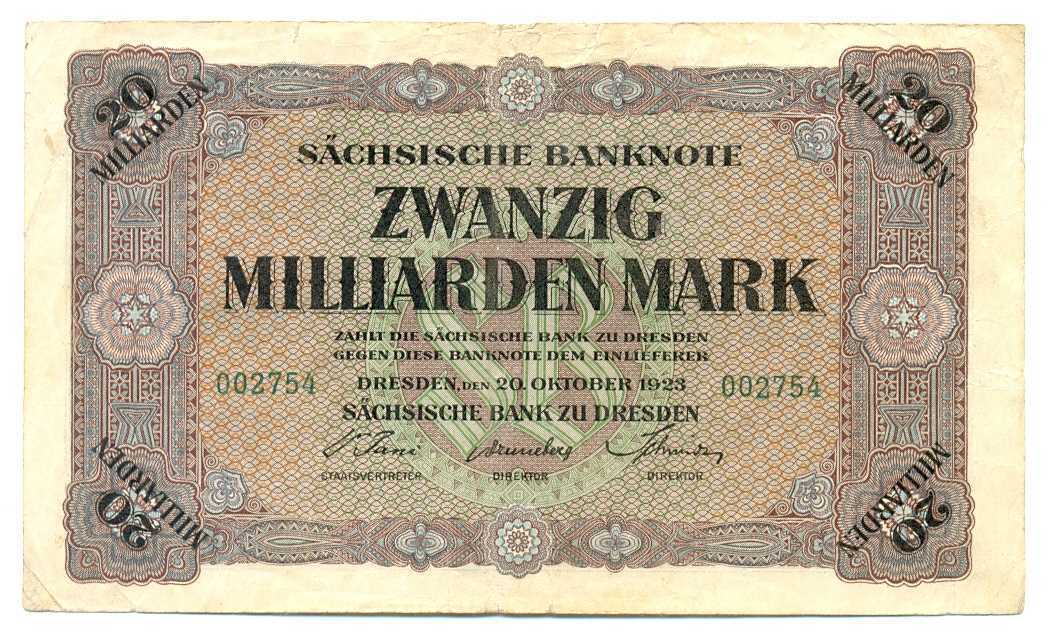 20 MILLIARDEN
20 MILLIARDEN
SÄCHSISCHE BANKNOTE
ZWANZIG
MILLIARDEN MARK
ZAHLT DIE SÄCHSISCHE BANK ZU DRESDEN
GEGEN DIESE BANKNOTE DEM EINLIEFERER
002754 DRESDEN, DEN 20. OKTOBER 1923 002754
SÄCHSISCHE BANK ZU DRESDEN
STAATSVERTRETER DIREKTOR DIREKTOR
20 MILLIARDEN
20 MILLIARDEN